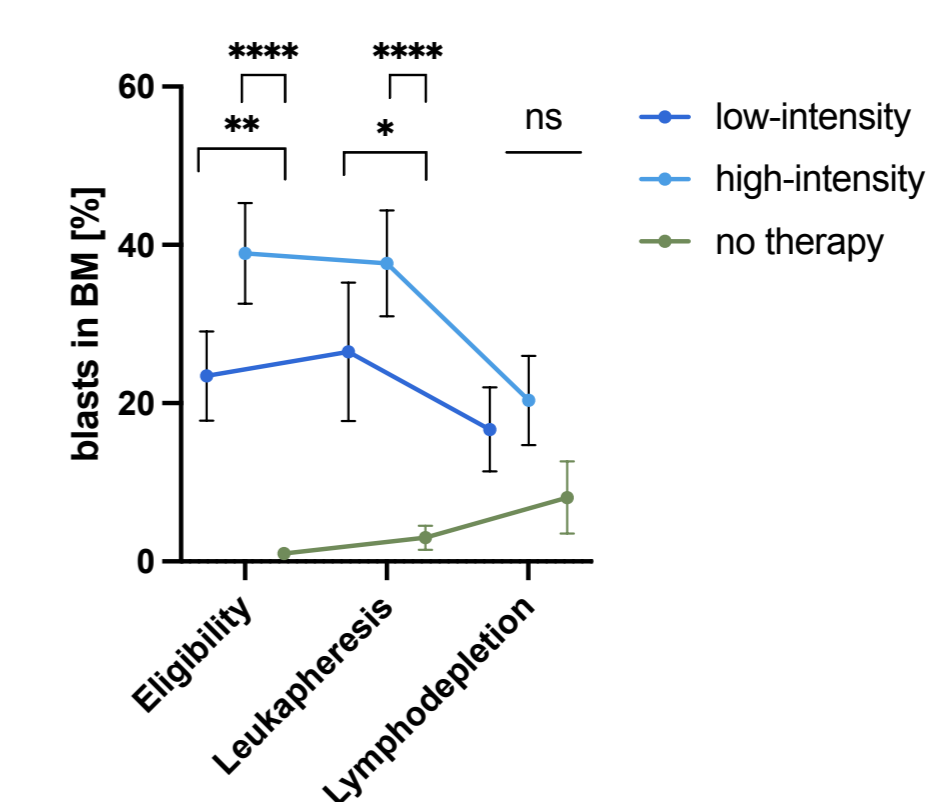 **** ****
** *
ns
60
40
20
0
blasts in BM [%]
Eligibility
Leukapheresis
Lymphodepletion
low-intensity
high-intensity
no therapy